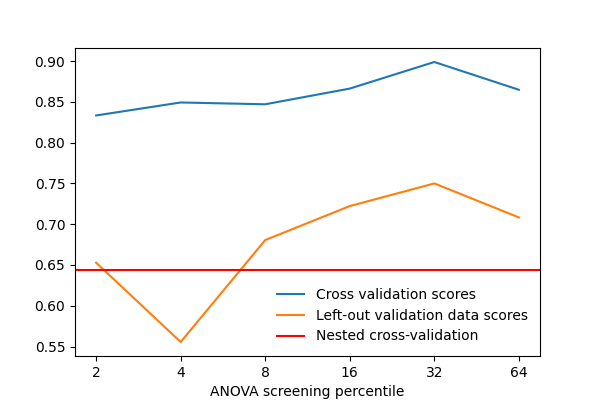 0.90
0.85
0.80
0.75
0.70
0.65
0.60
0.55
Cross validation scores
Left-out validation data scores
Nested cross-validation
2 4 8 16 32 64
ANOVA screening percentile